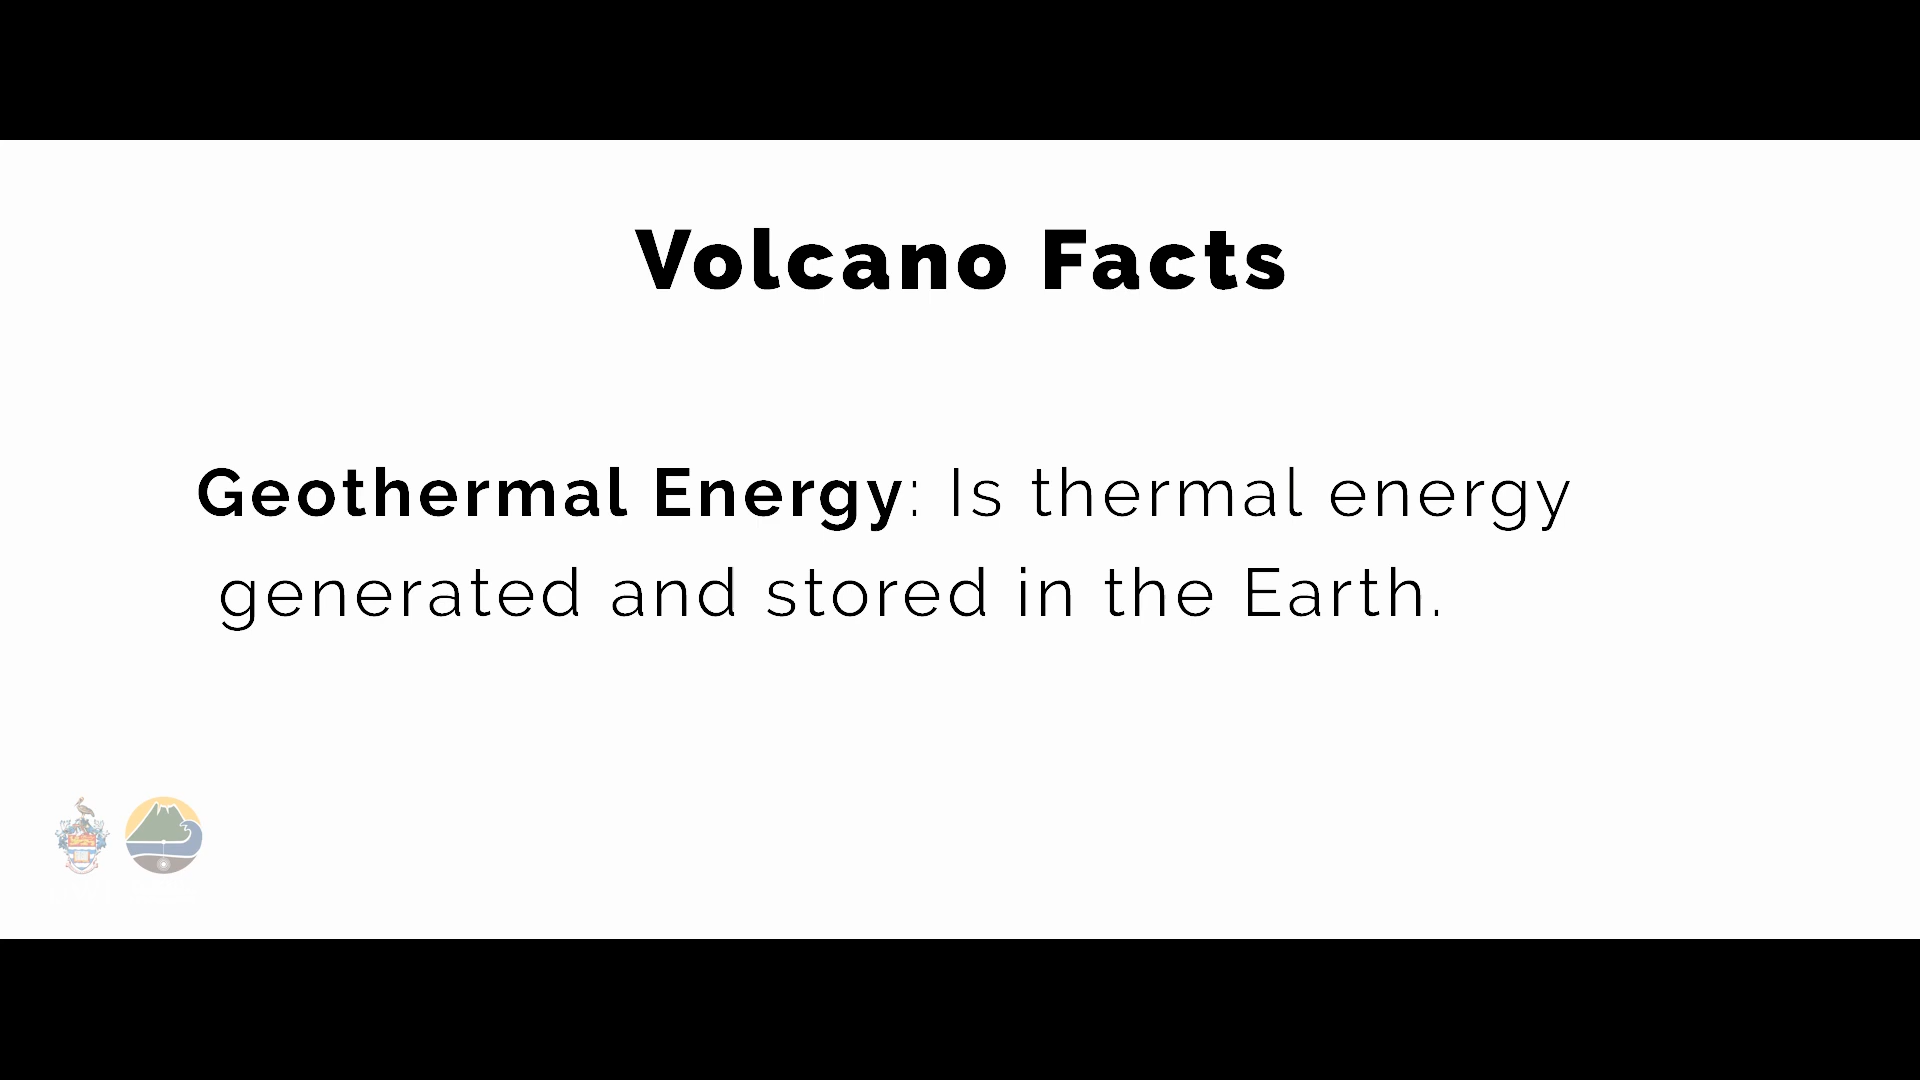 Volcano Facts
Geothermal Energy: Is thermal energy
generated and stored in the Earth.